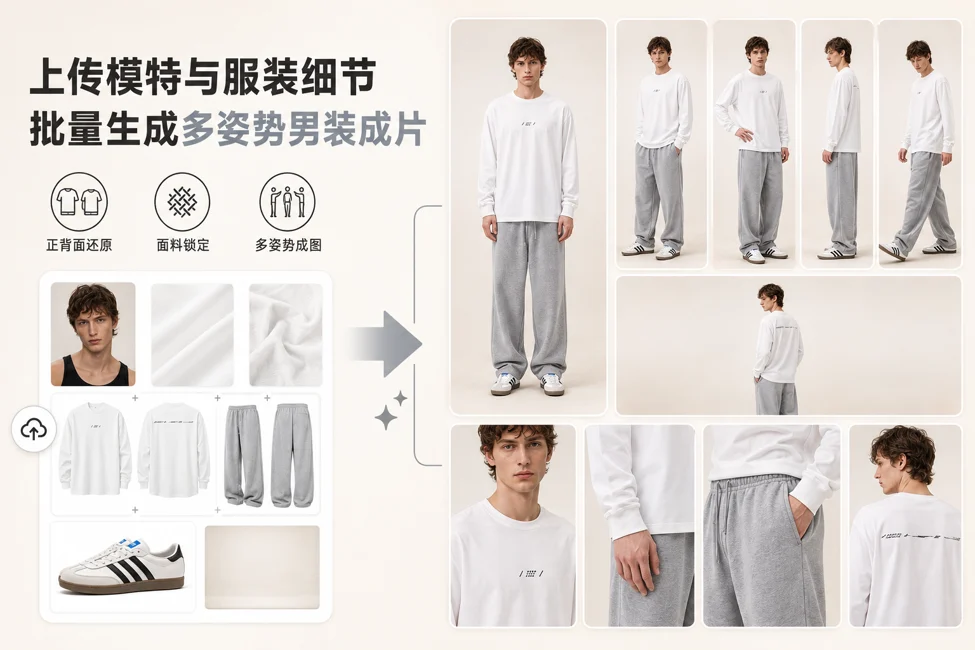 上传模特与服装细节
批量生成多姿势男装成片
正背面还原
面料锁定
多姿势成图